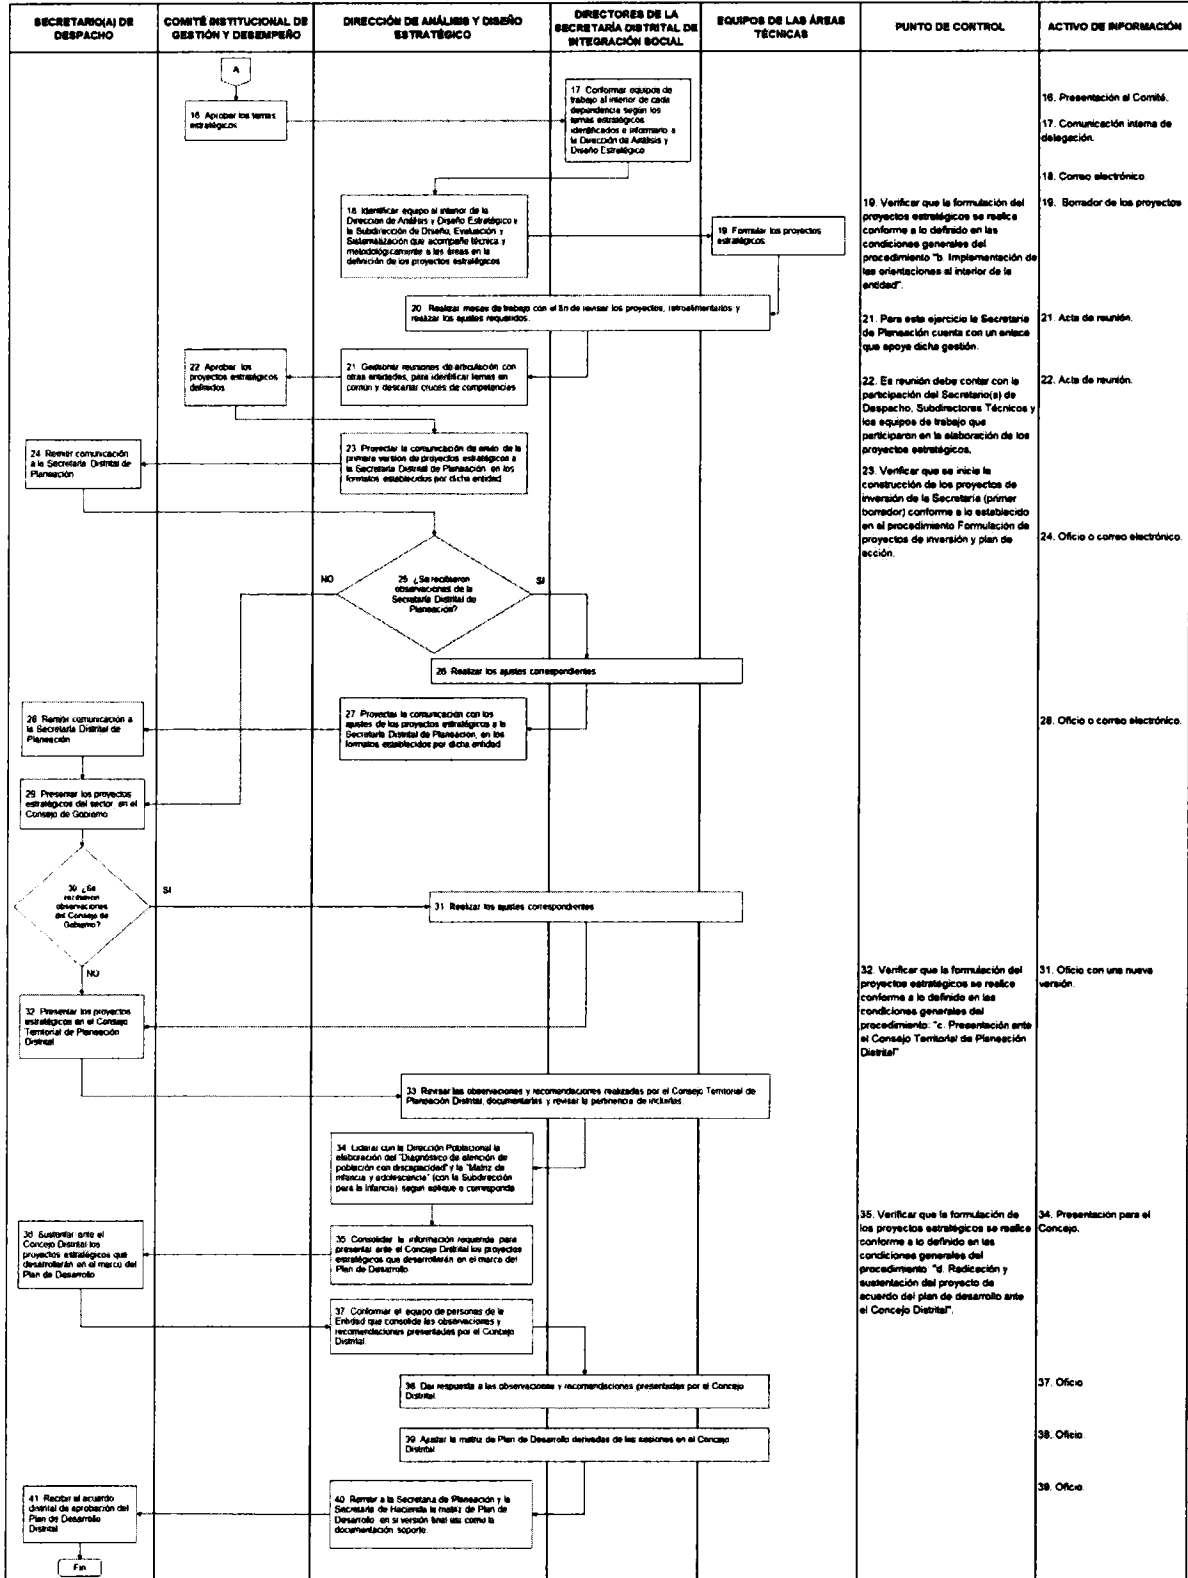 SECRETARIO(A) DE
DESPACHO
COMITÉ INSTITUCIONAL DE
GESTIÓN Y DESEMPEÑO
DIRECCIÓN DE ANÁLISIS Y DISEÑO
ESTRATÉGICO
DIRECTORES DE LA
SECRETARÍA DISTRITAL DE
INTEGRACIÓN SOCIAL
EQUIPOS DE LAS ÁREAS
TÉCNICAS
PUNTO DE CONTROL
ACTIVO DE INFORMACIÓN
A
16 Aprobar los temas
estratégicos
17 Conformar equipos de
trabajo al interior de cada
dependencia según los
temas estratégicos
identificados e informarlo a
la Dirección de Análisis y
Diseño Estratégico
16. Presentación al Comité.
17. Comunicación interna de
delegación.
18. Correo electrónico
18 Identificar equipo al interior de la
Dirección de Análisis y Diseño Estratégico y
la Subdirección de Diseño, Evaluación y
Sistematización que acompañe técnica y
metodológicamente a las áreas en la
definición de los proyectos estratégicos
19 Formular los proyectos
estratégicos
19. Verificar que la formulación del
proyectos estratégicos se realice
conforme a lo definido en las
condiciones generales del
procedimiento "b. Implementación de
las orientaciones al interior de la
entidad".
19. Borrador de los proyectos
20 Realizar mesas de trabajo con el fin de revisar los proyectos, retroalimentarlos y
realizar los ajustes requeridos.
21. Para este ejercicio la Secretaría
de Planeación cuenta con un enlace
que apoye dicha gestión.
21. Acta de reunión.
22 Aprobar los
proyectos estratégicos
definidos
21 Gestionar reuniones de articulación con
otras entidades, para identificar temas en
común y descartar cruces de competencias
22. Es reunión debe contar con la
participación del Secretario(a) de
Despacho, Subdirectores Técnicos y
los equipos de trabajo que
participaron en la elaboración de los
proyectos estratégicos.
22. Acta de reunión.
24 Remitir comunicación
a la Secretaría Distrital de
Planeación
23 Proyectar la comunicación de envío de la
primera versión de proyectos estratégicos a
la Secretaría Distrital de Planeación, en los
formatos establecidos por dicha entidad
23. Verificar que se inicie la
construcción de los proyectos de
inversión de la Secretaría (primer
borrador) conforme a lo establecido
en el procedimiento Formulación de
proyectos de inversión y plan de
acción.
24. Oficio o correo electrónico.
NO
25 ¿Se recibieron
observaciones de la
Secretaría Distrital de
Planeación?
SI
26 Realizar los ajustes correspondientes
28 Remitir comunicación a
la Secretaría Distrital de
Planeación
27 Proyectar la comunicación con los
ajustes de los proyectos estratégicos a la
Secretaría Distrital de Planeación, en los
formatos establecidos por dicha entidad
28. Oficio o correo electrónico.
29 Presentar los proyectos
estratégicos del sector en el
Consejo de Gobierno
30 ¿Se
recibieron
observaciones
del Consejo de
Gobierno?
SI
31 Realizar los ajustes correspondientes
NO
32 Presentar los proyectos
estratégicos en el Consejo
Territorial de Planeación
Distrital
32. Verificar que la formulación del
proyectos estratégicos se realice
conforme a lo definido en las
condiciones generales del
procedimiento: "c. Presentación ante
el Consejo Territorial de Planeación
Distrital"
31. Oficio con una nueva
versión.
33 Revisar las observaciones y recomendaciones realizadas por el Consejo Territorial de
Planeación Distrital, documentarlas y revisar la pertinencia de incluirlas.
34 Liderar con la Dirección Poblacional la
elaboración del "Diagnóstico de atención de
población con discapacidad" y la "Matriz de
infancia y adolescencia" (con la Subdirección
para la Infancia) según aplique o corresponda
36 Sustentar ante el
Concejo Distrital los
proyectos estratégicos que
desarrollarán en el marco del
Plan de Desarrollo
35 Consolidar la información requerida para
presentar ante el Concejo Distrital los proyectos
estratégicos que desarrollarán en el marco del
Plan de Desarrollo
35. Verificar que la formulación de
los proyectos estratégicos se realice
conforme a lo definido en las
condiciones generales del
procedimiento "d. Radicación y
sustentación del proyecto de
acuerdo del plan de desarrollo ante
el Concejo Distrital".
34. Presentación para el
Concejo.
37 Conformar el equipo de personas de la
Entidad que consolide las observaciones y
recomendaciones presentadas por el Concejo
Distrital.
38 Dar respuesta a las observaciones y recomendaciones presentadas por el Concejo
Distrital.
37. Oficio
39 Ajustar la matriz de Plan de Desarrollo derivadas de las sesiones en el Concejo
Distrital
38. Oficio.
41 Recibir el acuerdo
distrital de aprobación del
Plan de Desarrollo
Distrital
40 Remitir a la Secretaría de Planeación y la
Secretaría de Hacienda la matriz de Plan de
Desarrollo en si versión final así como la
documentación soporte.
39. Oficio.
Fin